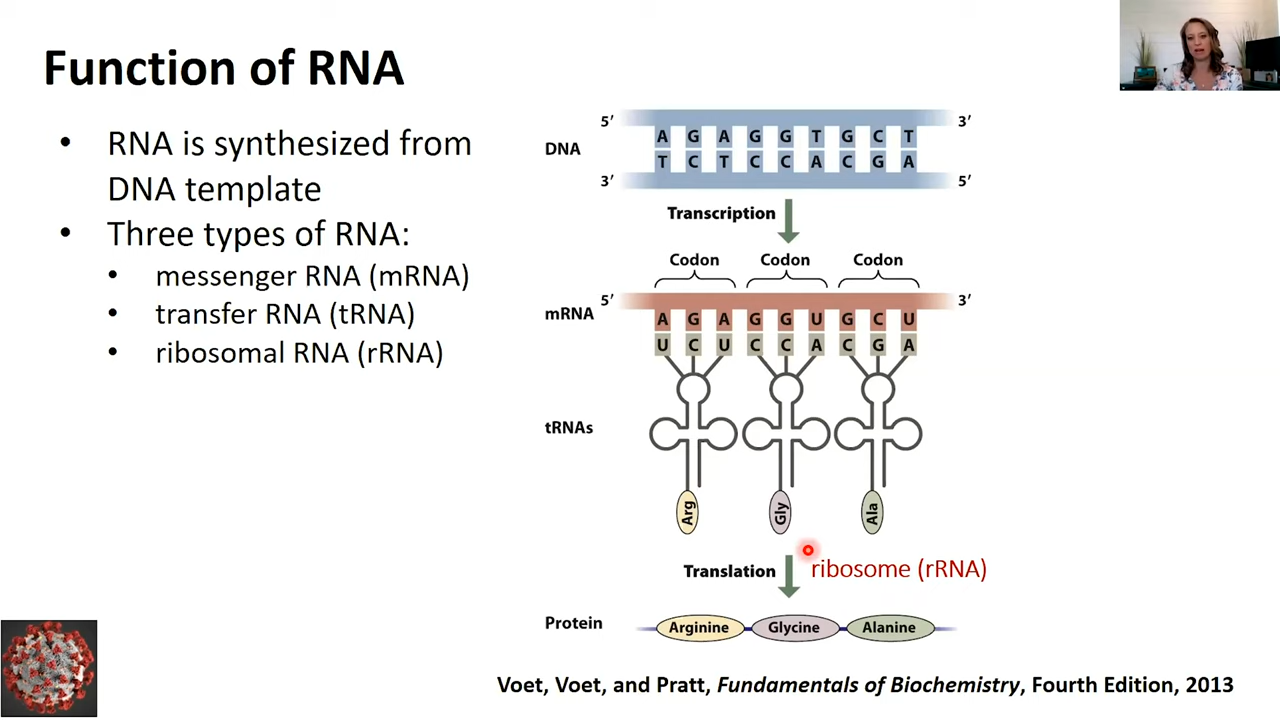 Function of RNA
• RNA is synthesized from
DNA template
• Three types of RNA:
• messenger RNA (mRNA)
• transfer RNA (tRNA)
• ribosomal RNA (rRNA)
5′ 3′
DNA
A G A G G T G C T
T C T C C A C G A
3′ 5′
Transcription
Codon Codon Codon
5′ 3′
mRNA
A G A G G U G C U
U C U C C A C G A
tRNAs
Arg Gly Ala
Translation
ribosome (rRNA)
Protein
Arginine Glycine Alanine
Voet, Voet, and Pratt, Fundamentals of Biochemistry, Fourth Edition, 2013